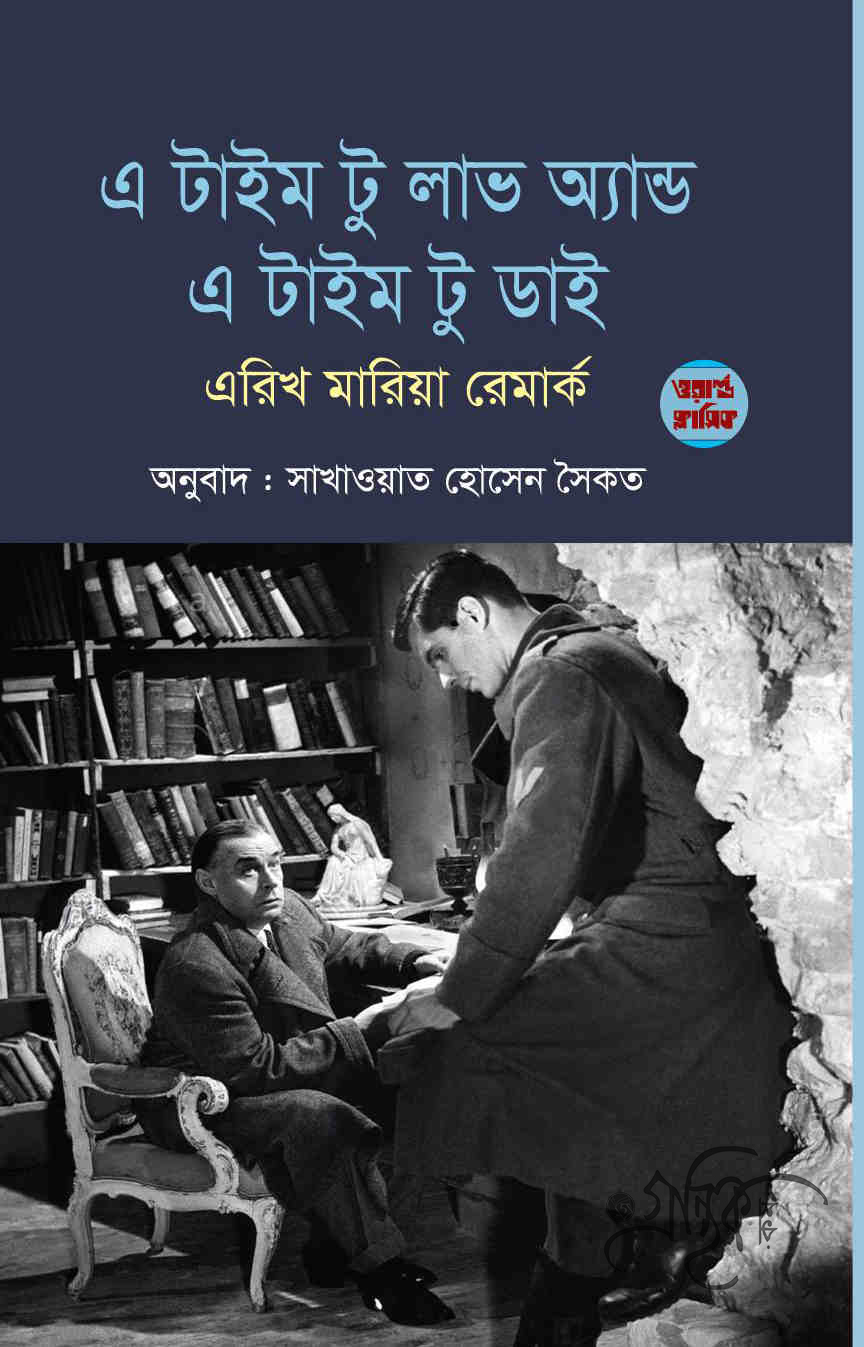 এ টাইম টু লাভ অ্যান্ড
এ টাইম টু ডাই
এরিখ মারিয়া রেমার্ক
ওয়ার্ল্ড
ক্লাসিক
অনুবাদ : সাখাওয়াত হোসেন সৈকত